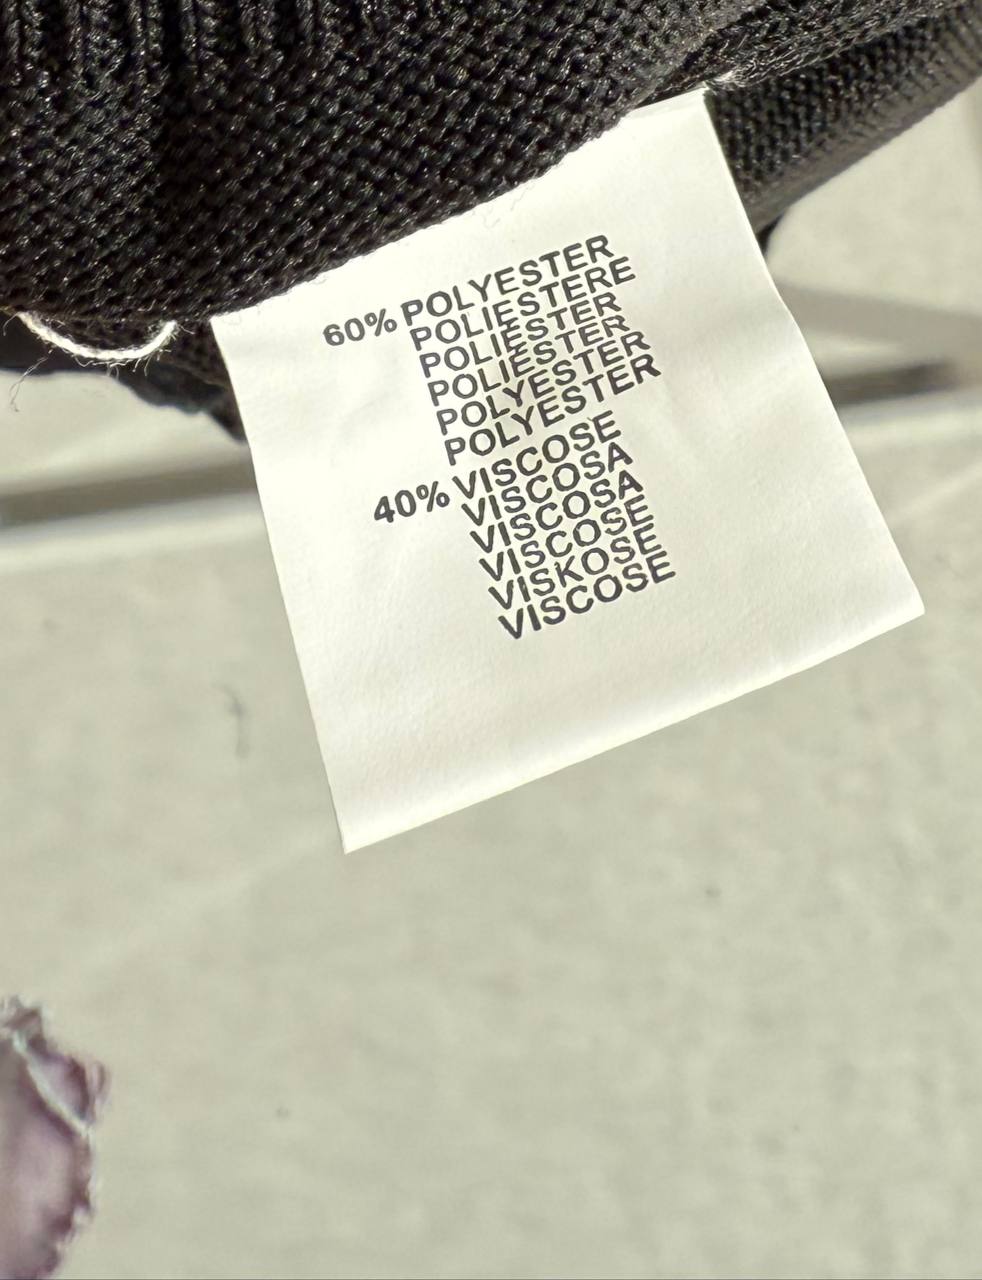 60% POLYESTER
POLIESTERE
POLIÉSTER
POLIÉSTER
POLYESTER
POLYESTER
40% VISCOSE
VISCOSA
VISCOSA
VISCOSE
VISKOSE
VISCOSE